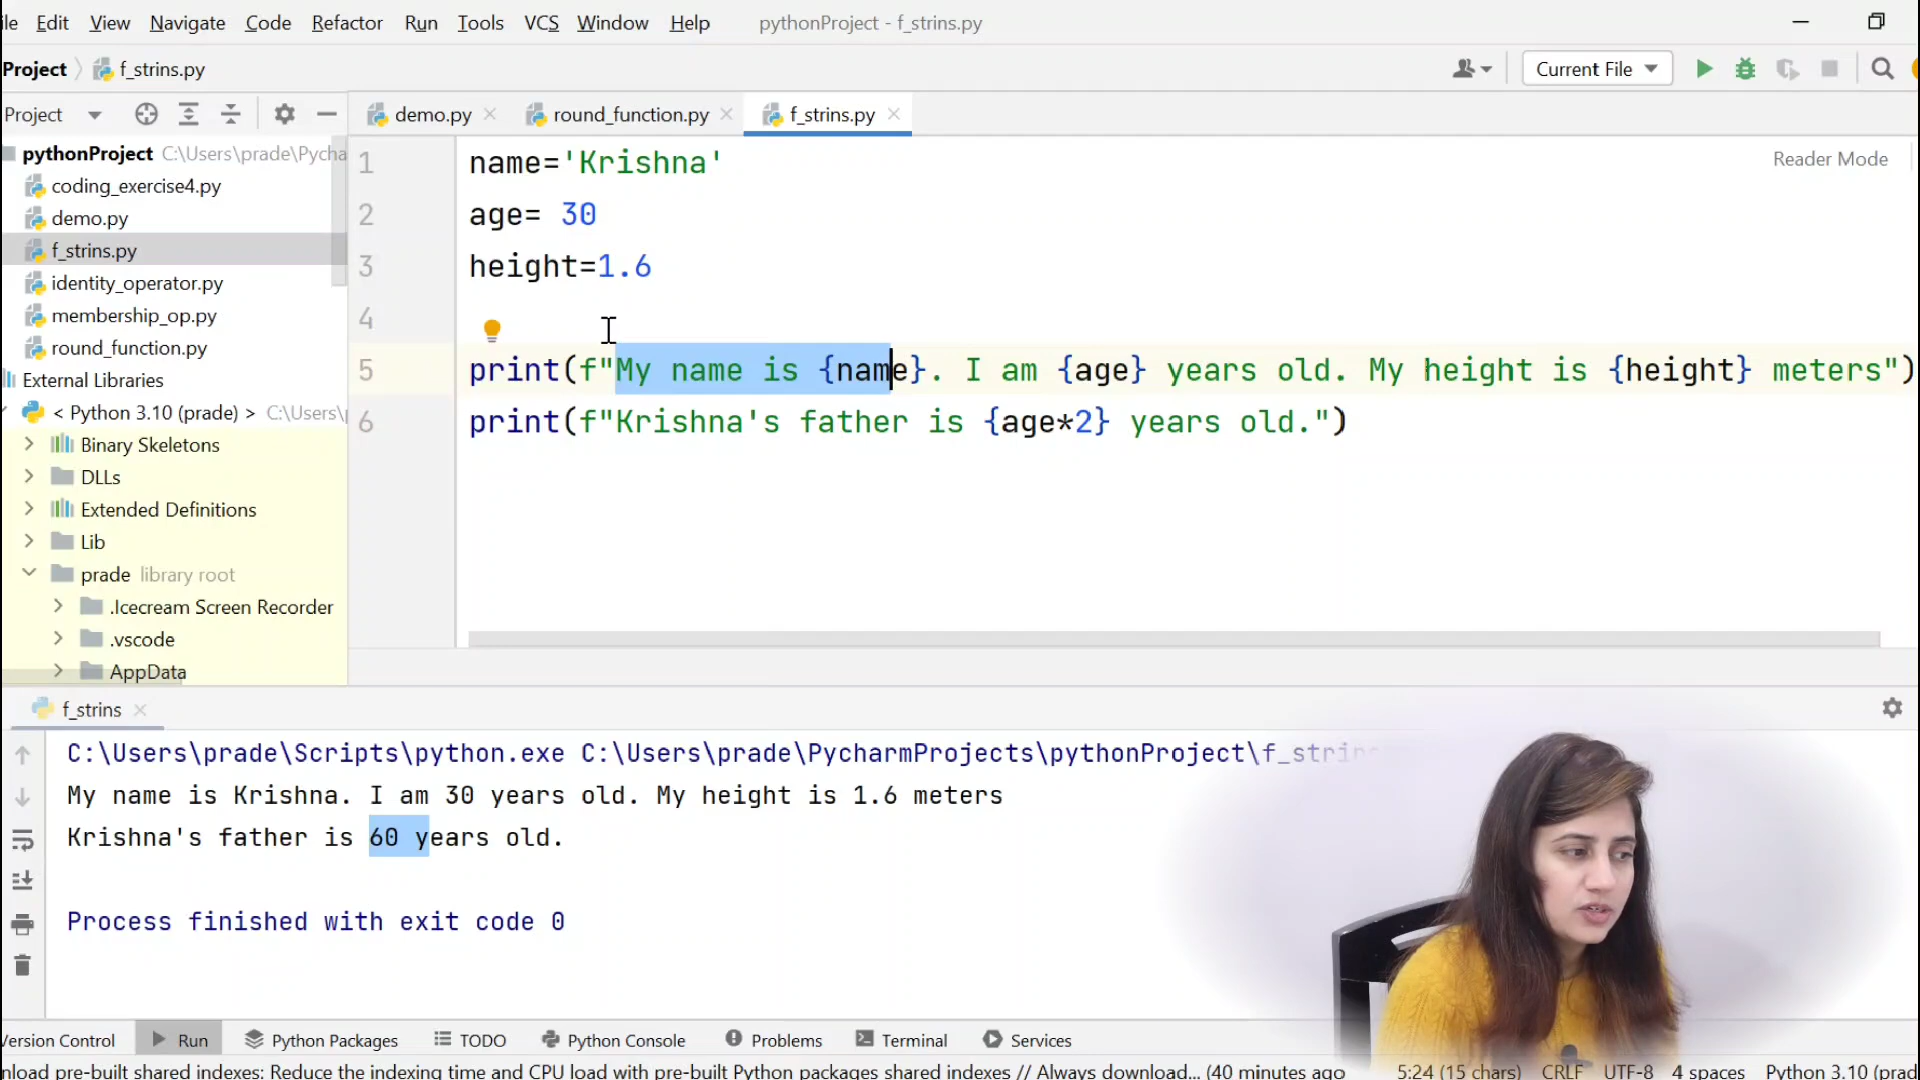 ile Edit View Navigate Code Refactor Run Tools VCS Window Help pythonProject - f_strins.py
Project f_strins.py Current File
Project demo.py round_function.py f_strins.py
pythonProject C:\Users\prade\Pycha
coding_exercise4.py
demo.py
f_strins.py
identity_operator.py
membership_op.py
round_function.py
External Libraries
< Python 3.10 (prade) > C:\Users\
Binary Skeletons
DLLs
Extended Definitions
Lib
prade library root
.Icecream Screen Recorder
.vscode
AppData
Reader Mode
1 name='Krishna'
2 age= 30
3 height=1.6
4
5 print(f"My name is {name}. I am {age} years old. My height is {height} meters")
6 print(f"Krishna's father is {age*2} years old.")
f_strins
C:\Users\prade\Scripts\python.exe C:\Users\prade\PycharmProjects\pythonProject\f_strins
My name is Krishna. I am 30 years old. My height is 1.6 meters
Krishna's father is 60 years old.
Process finished with exit code 0
Version Control Run Python Packages TODO Python Console Problems Terminal Services
nload pre-built shared indexes: Reduce the indexing time and CPU load with pre-built Python packages shared indexes // Always download... (40 minutes ago 5:24 (15 chars) CRLF UTF-8 4 spaces Python 3.10 (prad